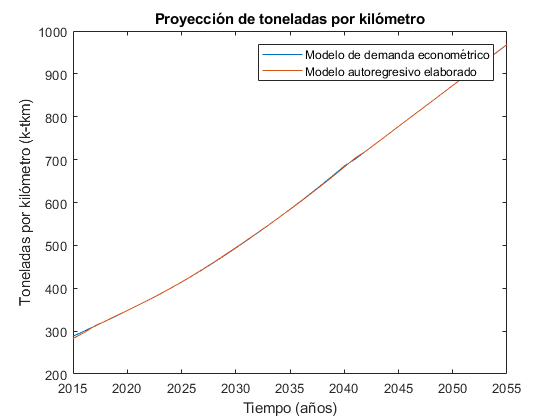 Proyección de toneladas por kilómetro
Modelo de demanda econométrico
Modelo autoregresivo elaborado
Toneladas por kilómetro (k-tkm)
1000
900
800
700
600
500
400
300
200
2015 2020 2025 2030 2035 2040 2045 2050 2055
Tiempo (años)